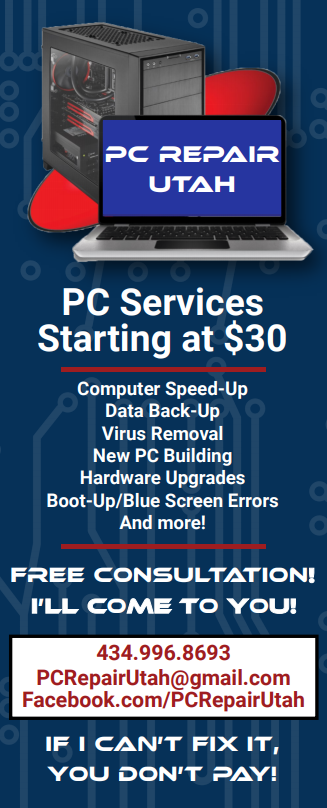 PC REPAIR
UTAH
PC Services
Starting at $30
Computer Speed-Up
Data Back-Up
Virus Removal
New PC Building
Hardware Upgrades
Boot-Up/Blue Screen Errors
And more!
FREE CONSULTATION!
I'LL COME TO YOU!
434.996.8693
PCRepairUtah@gmail.com
Facebook.com/PCRepairUtah
IF I CAN'T FIX IT,
YOU DON'T PAY!